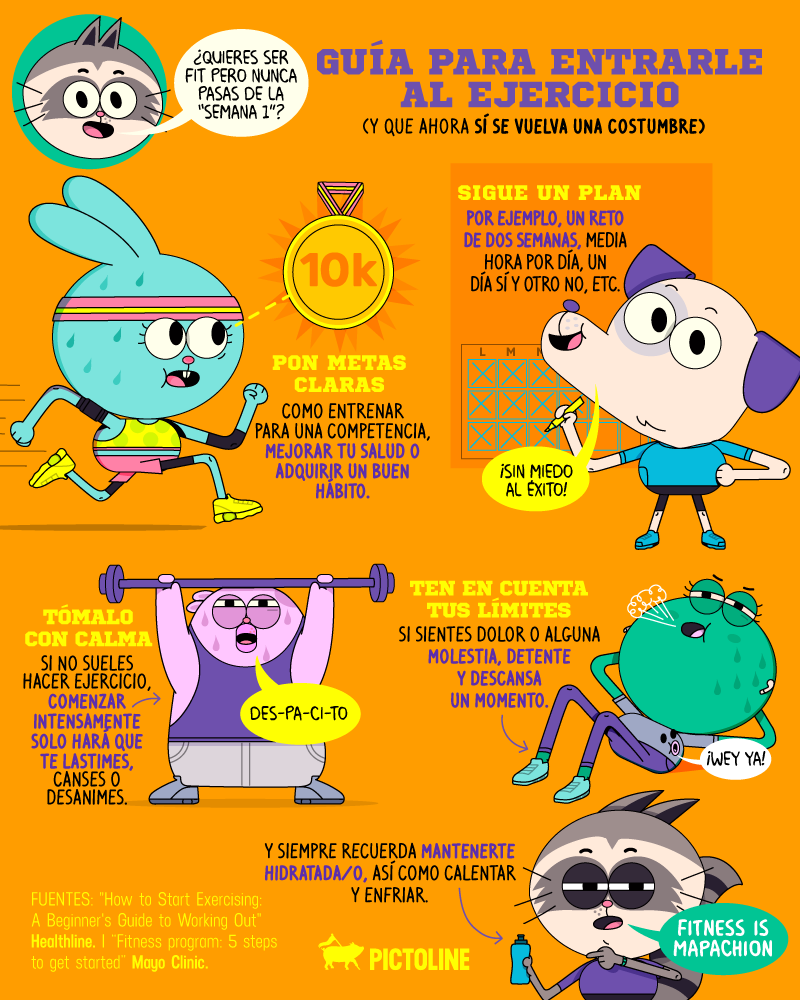 ¿QUIERES SER
FIT PERO NUNCA
PASAS DE LA
"SEMANA 1"?
GUÍA PARA ENTRARLE
AL EJERCICIO
(Y QUE AHORA SÍ SE VUELVA UNA COSTUMBRE)
10k
PON METAS
CLARAS
COMO ENTRENAR
PARA UNA COMPETENCIA,
MEJORAR TU SALUD O
ADQUIRIR UN BUEN
HÁBITO.
SIGUE UN PLAN
POR EJEMPLO, UN RETO
DE DOS SEMANAS, MEDIA
HORA POR DÍA, UN
DÍA SÍ Y OTRO NO, ETC.
L M M
¡SIN MIEDO
AL ÉXITO!
TÓMALO
CON CALMA
SI NO SUELES
HACER EJERCICIO,
COMENZAR
INTENSAMENTE
SOLO HARÁ QUE
TE LASTIMES,
CANSES O
DESANIMES.
DES-PA-CI-TO
TEN EN CUENTA
TUS LÍMITES
SI SIENTES DOLOR O ALGUNA
MOLESTIA, DETENTE
Y DESCANSA
UN MOMENTO.
¡WEY YA!
Y SIEMPRE RECUERDA MANTENERTE
HIDRATADA/O, ASÍ COMO CALENTAR
Y ENFRIAR.
FITNESS IS
MAPACHION
FUENTES: "How to Start Exercising:
A Beginner's Guide to Working Out"
Healthline. | "Fitness program: 5 steps
to get started" Mayo Clinic.
PICTOLINE